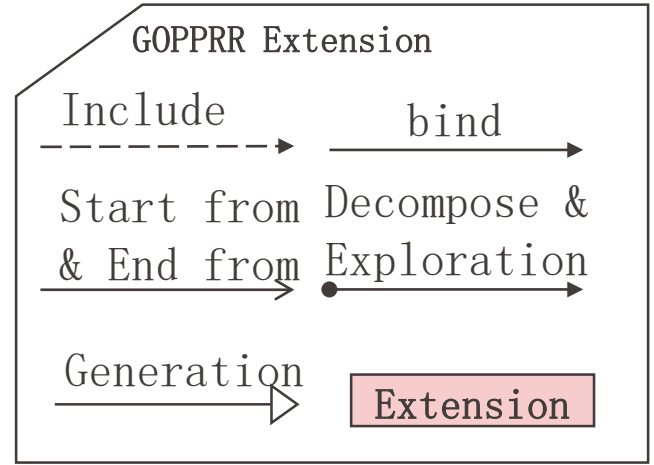 GOPPRR Extension
Include
bind
Start from
& End from
Decompose &
Exploration
Generation
Extension